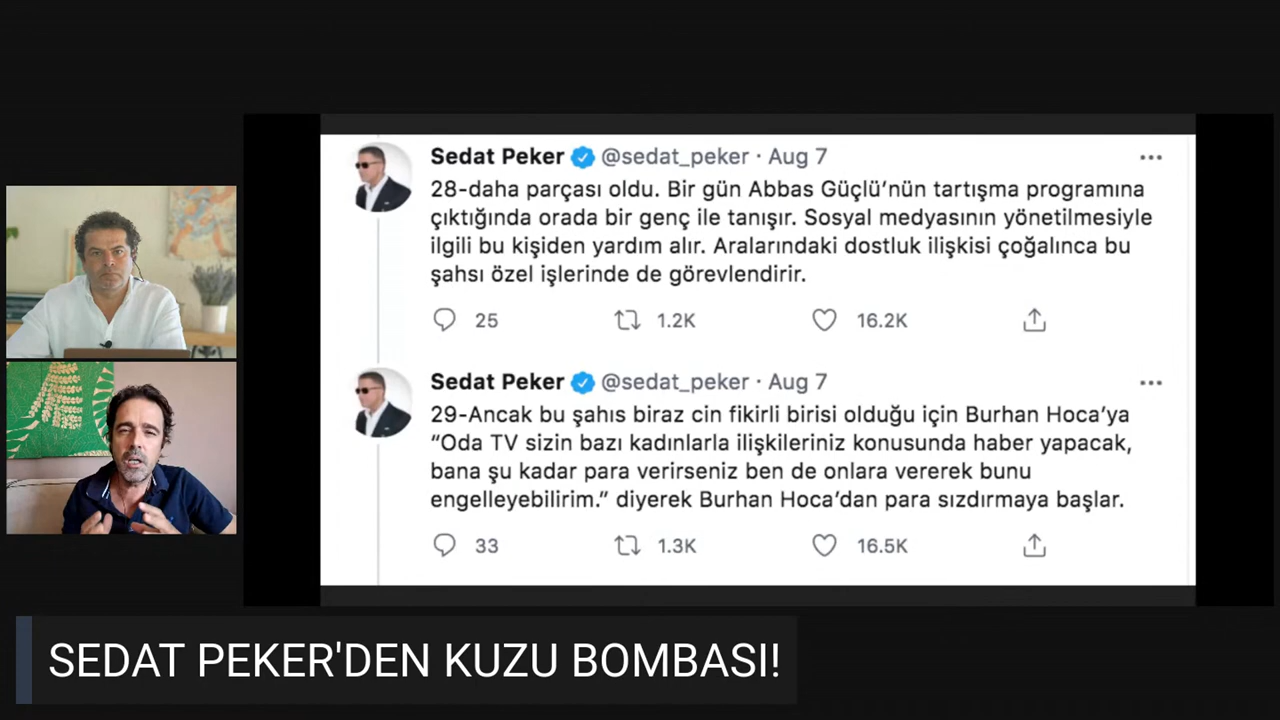 Sedat Peker @sedat_peker · Aug 7
28-daha parçası oldu. Bir gün Abbas Güçlü’nün tartışma programına
çıktığında orada bir genç ile tanışır. Sosyal medyasının yönetilmesiyle
ilgili bu kişiden yardım alır. Aralarındaki dostluk ilişkisi çoğalınca bu
şahsı özel işlerinde de görevlendirir.
25 1.2K 16.2K
Sedat Peker @sedat_peker · Aug 7
29-Ancak bu şahıs biraz cin fikirli birisi olduğu için Burhan Hoca’ya
“Oda TV sizin bazı kadınlarla ilişkileriniz konusunda haber yapacak,
bana şu kadar para verirseniz ben de onlara vererek bunu
engelleyebilirim.” diyerek Burhan Hoca’dan para sızdırmaya başlar.
33 1.3K 16.5K
SEDAT PEKER'DEN KUZU BOMBASI!